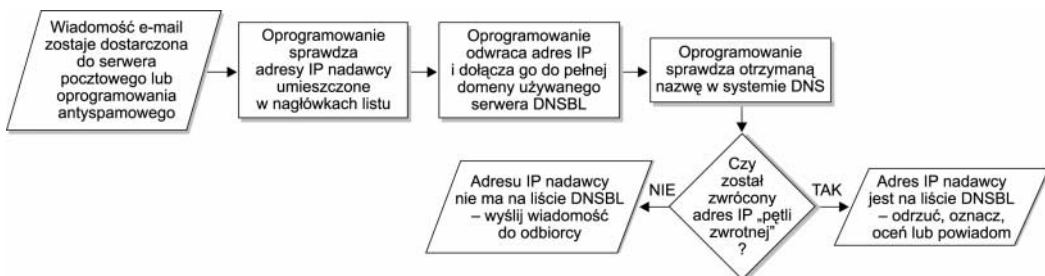 Wiadomość e-mail
zostaje dostarczona
do serwera
pocztowego lub
oprogramowania
antyspamowego
Oprogramowanie
sprawdza
adresy IP nadawcy
umieszczone
w nagłówkach listu
Oprogramowanie
odwraca adres IP
i dołącza go do pełnej
domeny używanego
serwera DNSBL
Oprogramowanie
sprawdza otrzymaną
nazwę w systemie DNS
Adresu IP nadawcy
nie ma na liście DNSBL
– wyślij wiadomość
do odbiorcy
NIE
Czy
został
zwrócony
adres IP „pętli
zwrotnej”
?
TAK
Adres IP nadawcy
jest na liście DNSBL
– odrzuć, oznacz,
oceń lub powiadom